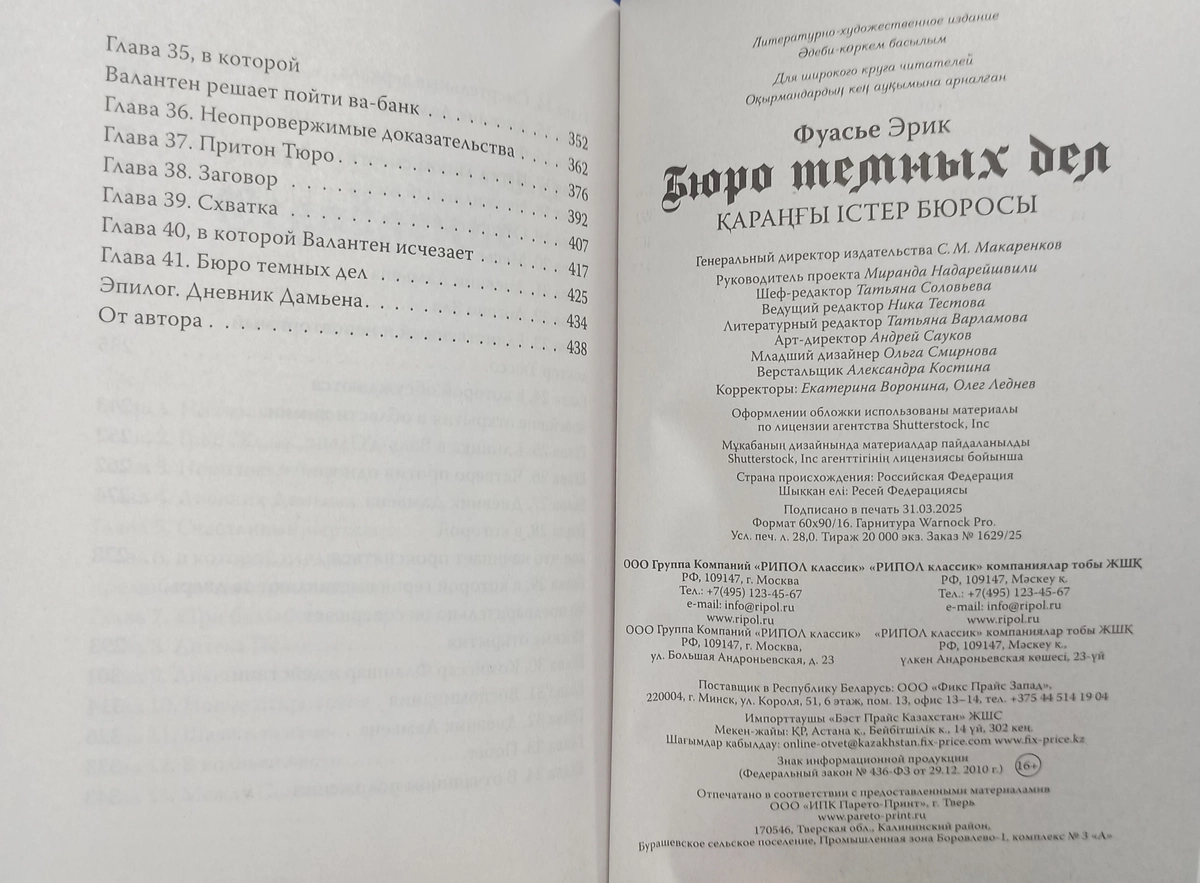 Глава 35, в которой
Валантен решает пойти ва-банк . . . . . . . . . . 352
Глава 36. Неопровержимые доказательства . . . . 362
Глава 37. Притон Тюро . . . . . . . . . . . . . . . . 376
Глава 38. Заговор . . . . . . . . . . . . . . . . . . . . 392
Глава 39. Схватка . . . . . . . . . . . . . . . . . . . . 407
Глава 40, в которой Валантен исчезает . . . . . . . 417
Глава 41. Бюро темных дел . . . . . . . . . . . . . 425
Эпилог. Дневник Дамьена. . . . . . . . . . . . . . 434
От автора . . . . . . . . . . . . . . . . . . . . . . . . . 438
Литературно-художественное издание
Әдеби-көркем басылым
Для широкого круга читателей
Оқырмандардың кең ауқымына арналған
Фуасье Эрик
Бюро темных дел
ҚАРАҢҒЫ ІСТЕР БЮРОСЫ
Генеральный директор издательства С. М. Макаренков
Руководитель проекта Миранда Надарейшвили
Шеф-редактор Татьяна Соловьева
Ведущий редактор Ника Тестова
Литературный редактор Татьяна Варламова
Арт-директор Андрей Сауков
Младший дизайнер Ольга Смирнова
Верстальщик Александра Костина
Корректоры: Екатерина Воронина, Олег Леднев
Оформлении обложки использованы материалы
по лицензии агентства Shutterstock, Inc
Мұқабаның дизайнында материалдар пайдаланылды
Shutterstock, Inc агенттігінің лицензиясы бойынша
Страна происхождения: Российская Федерация
Шыккан елі: Ресей Федерациясы
Подписано в печать 31.03.2025
Формат 60х90/16. Гарнитура Warnock Pro.
Усл. печ. л. 28,0. Тираж 20 000 экз. Заказ № 1629/25
ООО Группа Компаний «РИПОЛ классик» «РИПОЛ классик» компаниялар тобы ЖШҚ
РФ, 109147, г. Москва РФ, 109147, Мәскеу к.
Тел.: +7(495) 123-45-67 Тел.: +7(495) 123-45-67
e-mail: info@ripol.ru e-mail: info@ripol.ru
www.ripol.ru www.ripol.ru
ООО Группа Компаний «РИПОЛ классик» «РИПОЛ классик» компаниялар тобы ЖШҚ
РФ, 109147, г. Москва, РФ, 109147, Мәскеу к.,
ул. Большая Андроньевская, д. 23 үлкен Андроньевская көшесі, 23-үй
Поставщик в Республику Беларусь: ООО «Фикс Прайс Запад»,
220004, г. Минск, ул. Короля, 51, 6 этаж, пом. 13, офис 13–14, тел. +375 44 514 19 04
Импорттаушы «Бэст Прайс Казахстан» ЖШС
Мекен-жайы: ҚР, Астана к., Бейбітшілік к., 14 үй, 302 кең.
Шағымдар кабылдау: online-otvet@kazakhstan.fix-price.com www.fix-price.kz
Знак информационной продукции
(Федеральный закон № 436-ФЗ от 29.12. 2010 г.) 16+
Отпечатано в соответствии с предоставленными материалами
ООО «ИПК Парето-Принт», г. Тверь
www.pareto-print.ru
170546, Тверская обл., Калининский район,
Бурашевское сельское поселение, Промышленная зона Боровлево-1, комплекс № 3 «А»